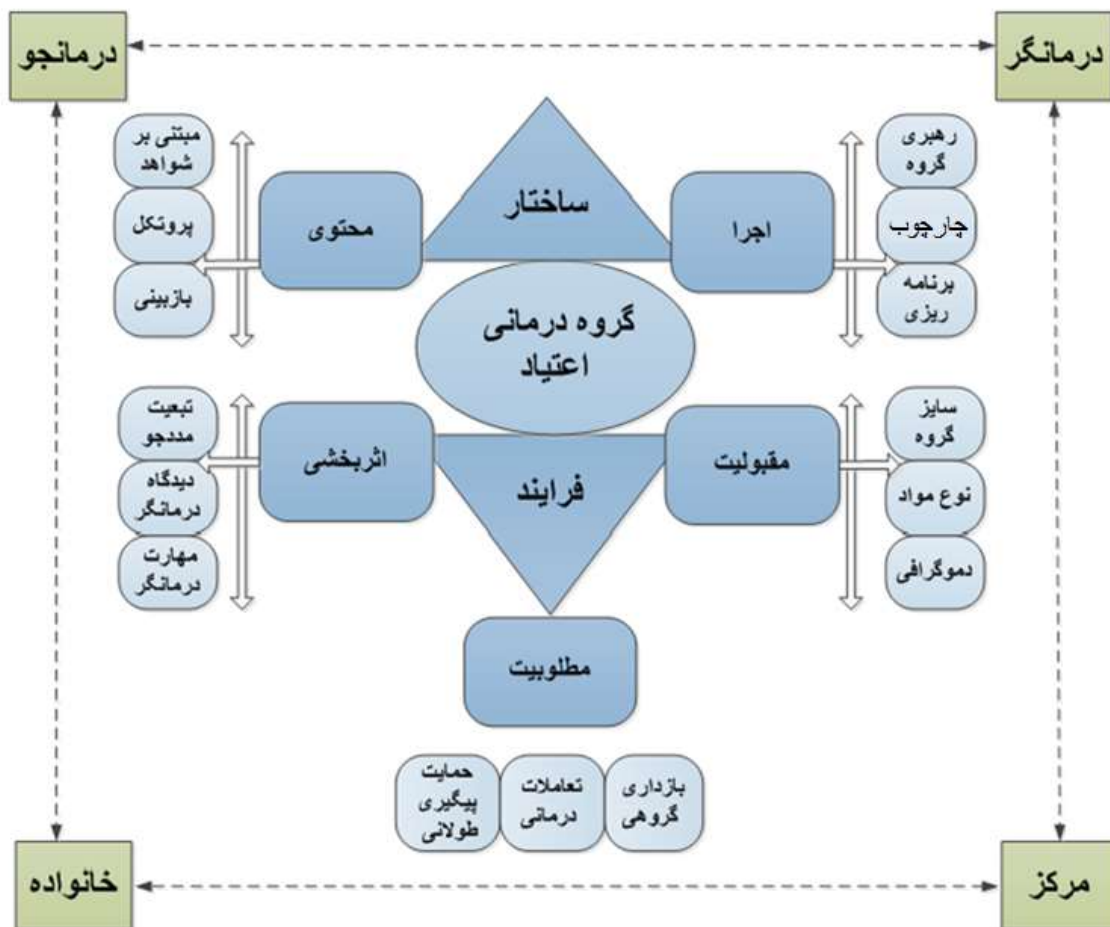 درمانگر
درمانجو
رهبری
گروه
چارچوب
برنامه
ریزی
اجرا
ساختار
محتوی
مبتنی بر
شواهد
پروتکل
بازبینی
گروه درمانی
اعتیاد
سایز
گروه
نوع مواد
دموگرافی
مقبولیت
فرایند
اثربخشی
تبعیت
مددجو
دیدگاه
درمانگر
مهارت
درمانگر
مطلوبیت
بازداری
گروهی
تعاملات
درمانی
حمایت
پیگیری
طولانی
مرکز
خانواده